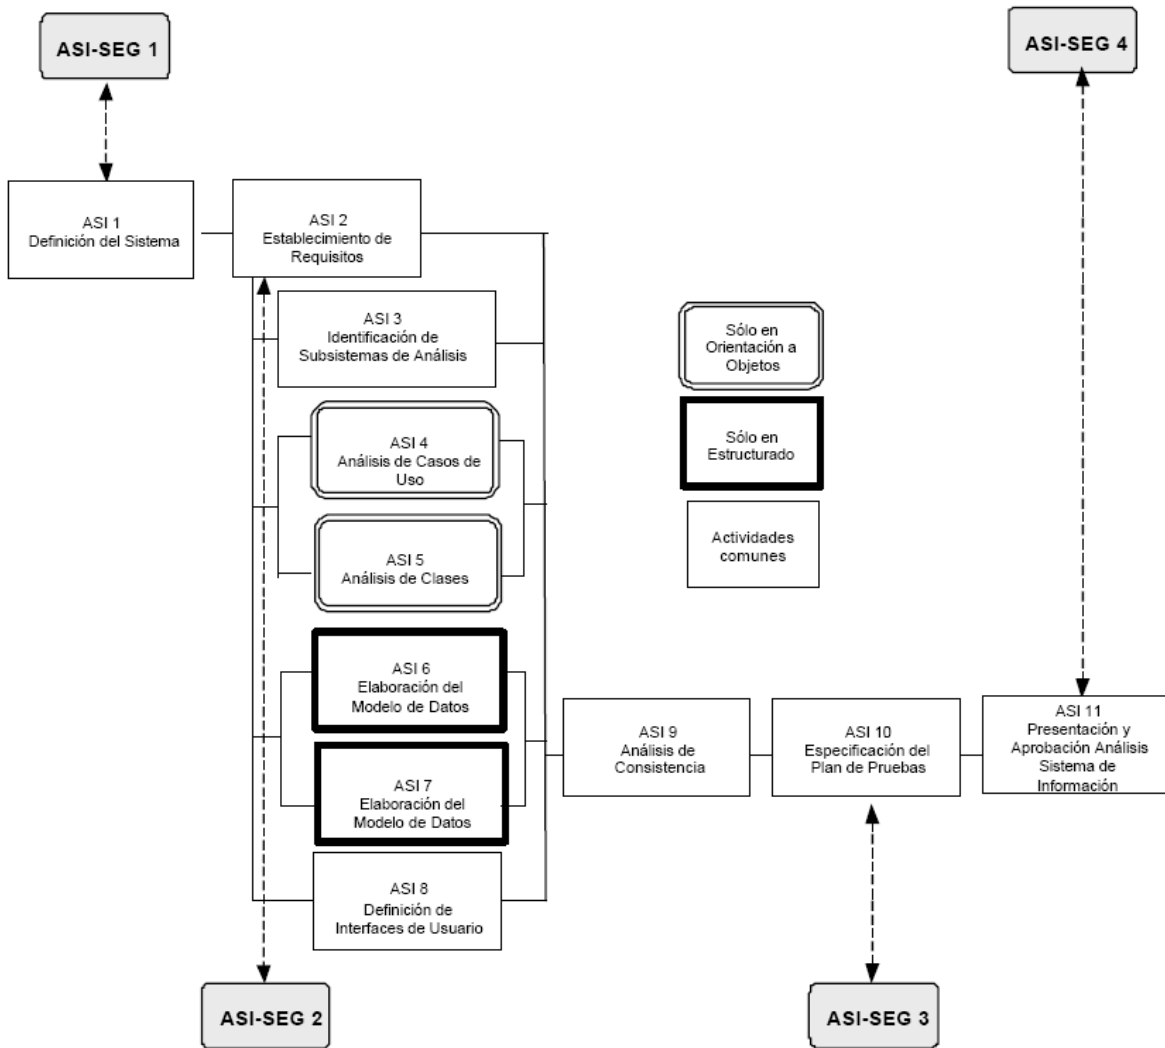 ASI-SEG 1
ASI-SEG 4
ASI 1
Definición del Sistema
ASI 2
Establecimiento de
Requisitos
ASI 3
Identificación de
Subsistemas de Análisis
ASI 4
Análisis de Casos de
Uso
ASI 5
Análisis de Clases
ASI 6
Elaboración del
Modelo de Datos
ASI 7
Elaboración del
Modelo de Datos
ASI 8
Definición de
Interfaces de Usuario
Sólo en
Orientación a
Objetos
Sólo en
Estructurado
Actividades
comunes
ASI 9
Análisis de
Consistencia
ASI 10
Especificación del
Plan de Pruebas
ASI 11
Presentación y
Aprobación Análisis
Sistema de
Información
ASI-SEG 2
ASI-SEG 3